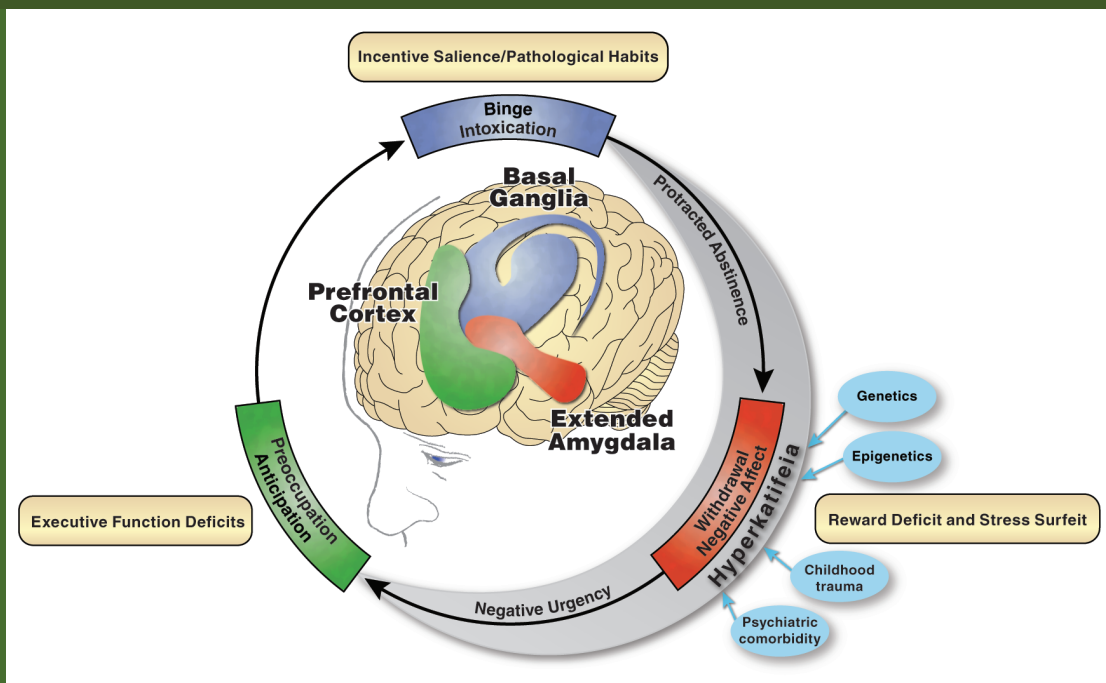 Incentive Salience/Pathological Habits
Binge
Intoxication
Basal
Ganglia
Protracted Abstinence
Prefrontal
Cortex
Extended
Amygdala
Genetics
Epigenetics
Withdrawal
Negative Affect
Hyperkatifeia
Preoccupation
Anticipation
Executive Function Deficits
Reward Deficit and Stress Surfeit
Childhood
trauma
Negative Urgency
Psychiatric
comorbidity